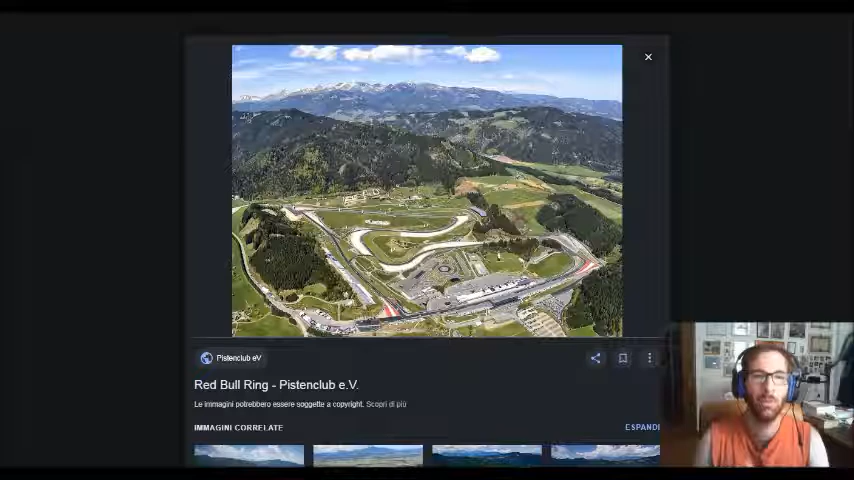 Pistenclub eV
Red Bull Ring - Pistenclub e.V.
Le immagini potrebbero essere soggette a copyright. Scopri di più
IMMAGINI CORRELATE
ESPANDI